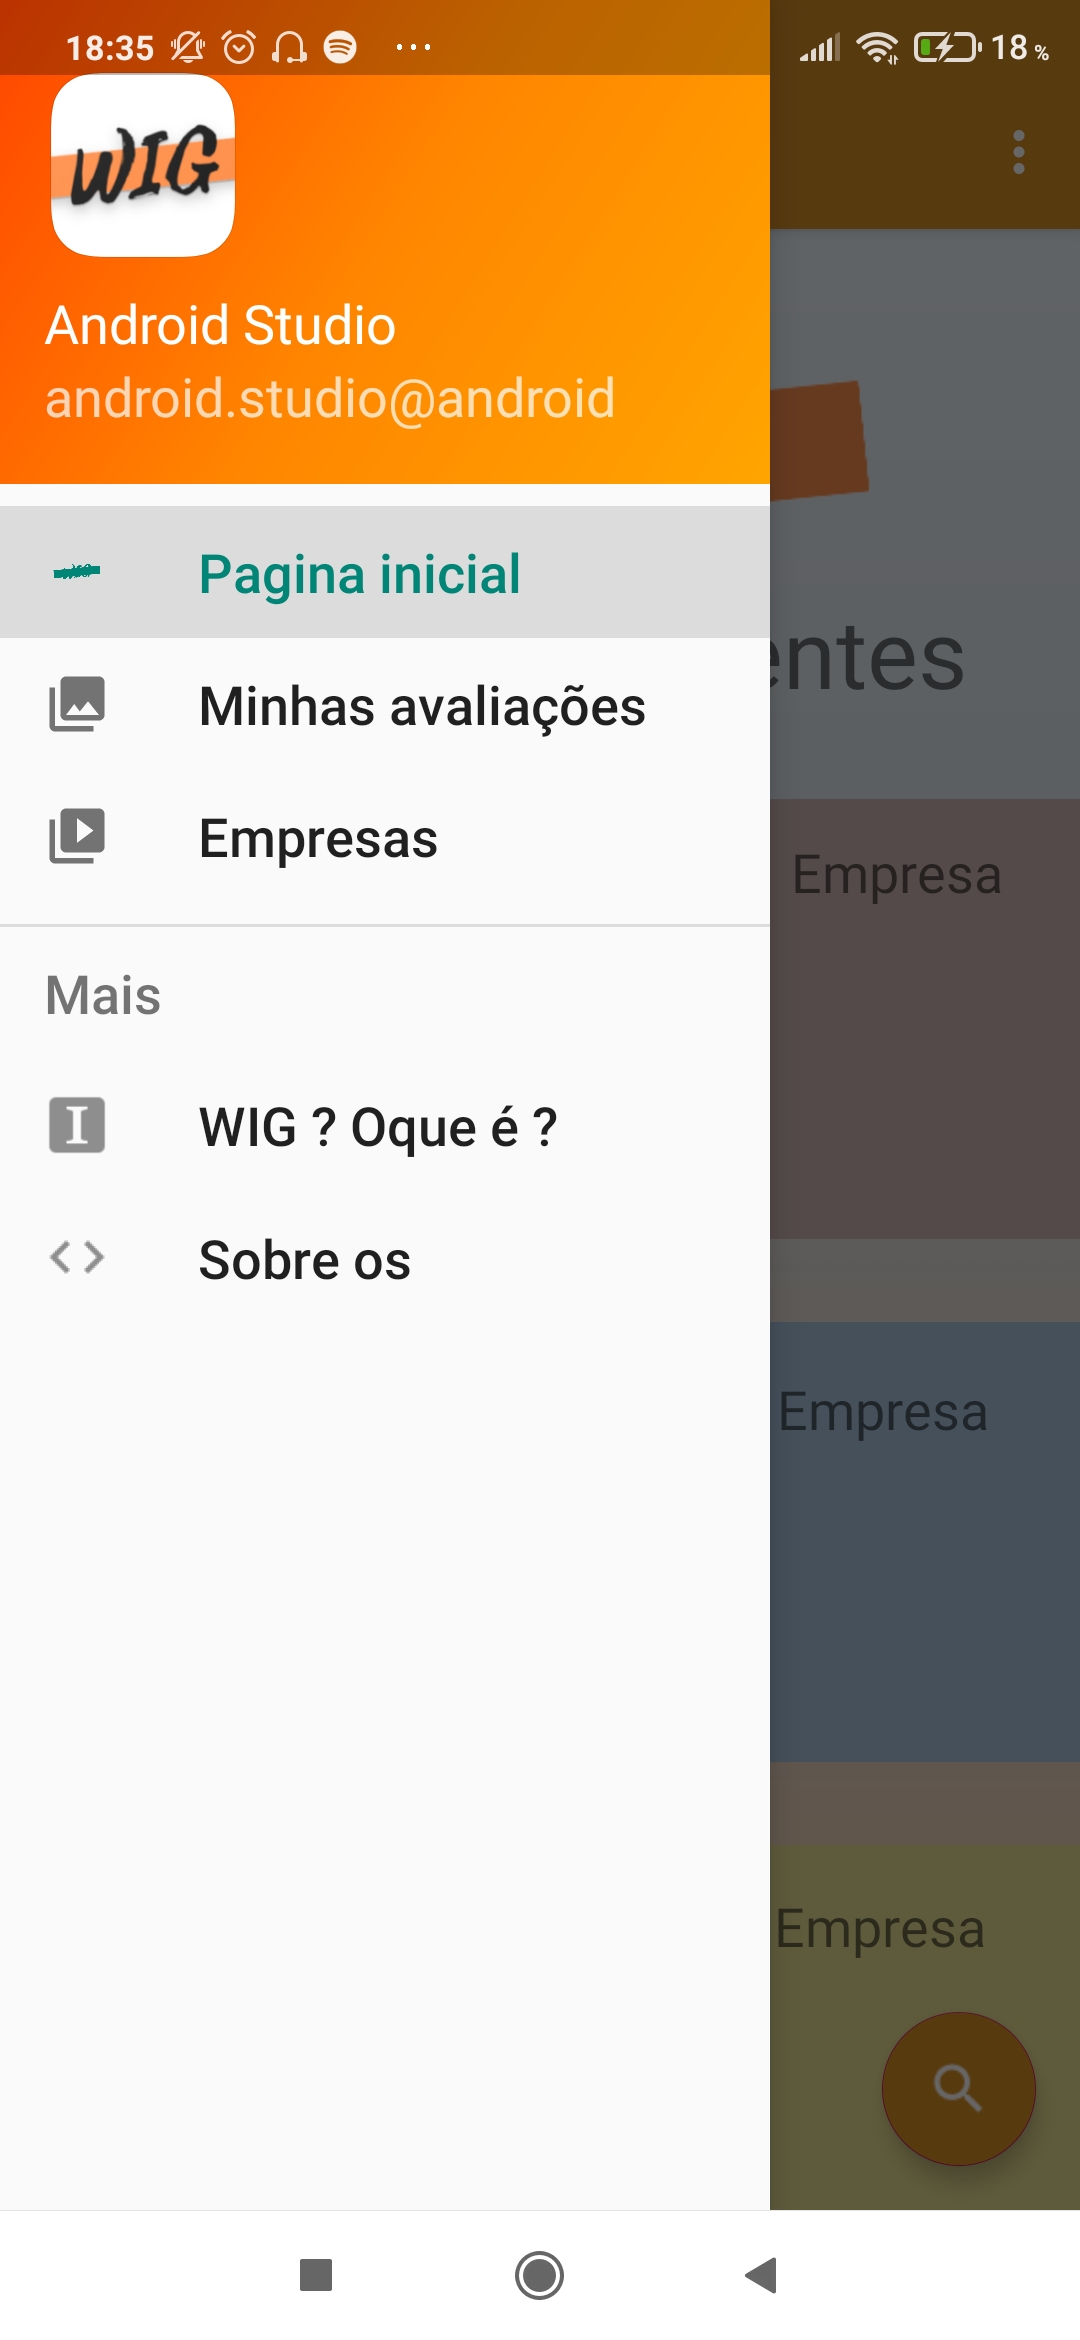 18:35
18 %
WIG
Android Studio
android.studio@android
Pagina inicial
Minhas avaliações
Empresas
Mais
WIG ? Oque é ?
Sobre os
entes
Empresa
Empresa
Empresa